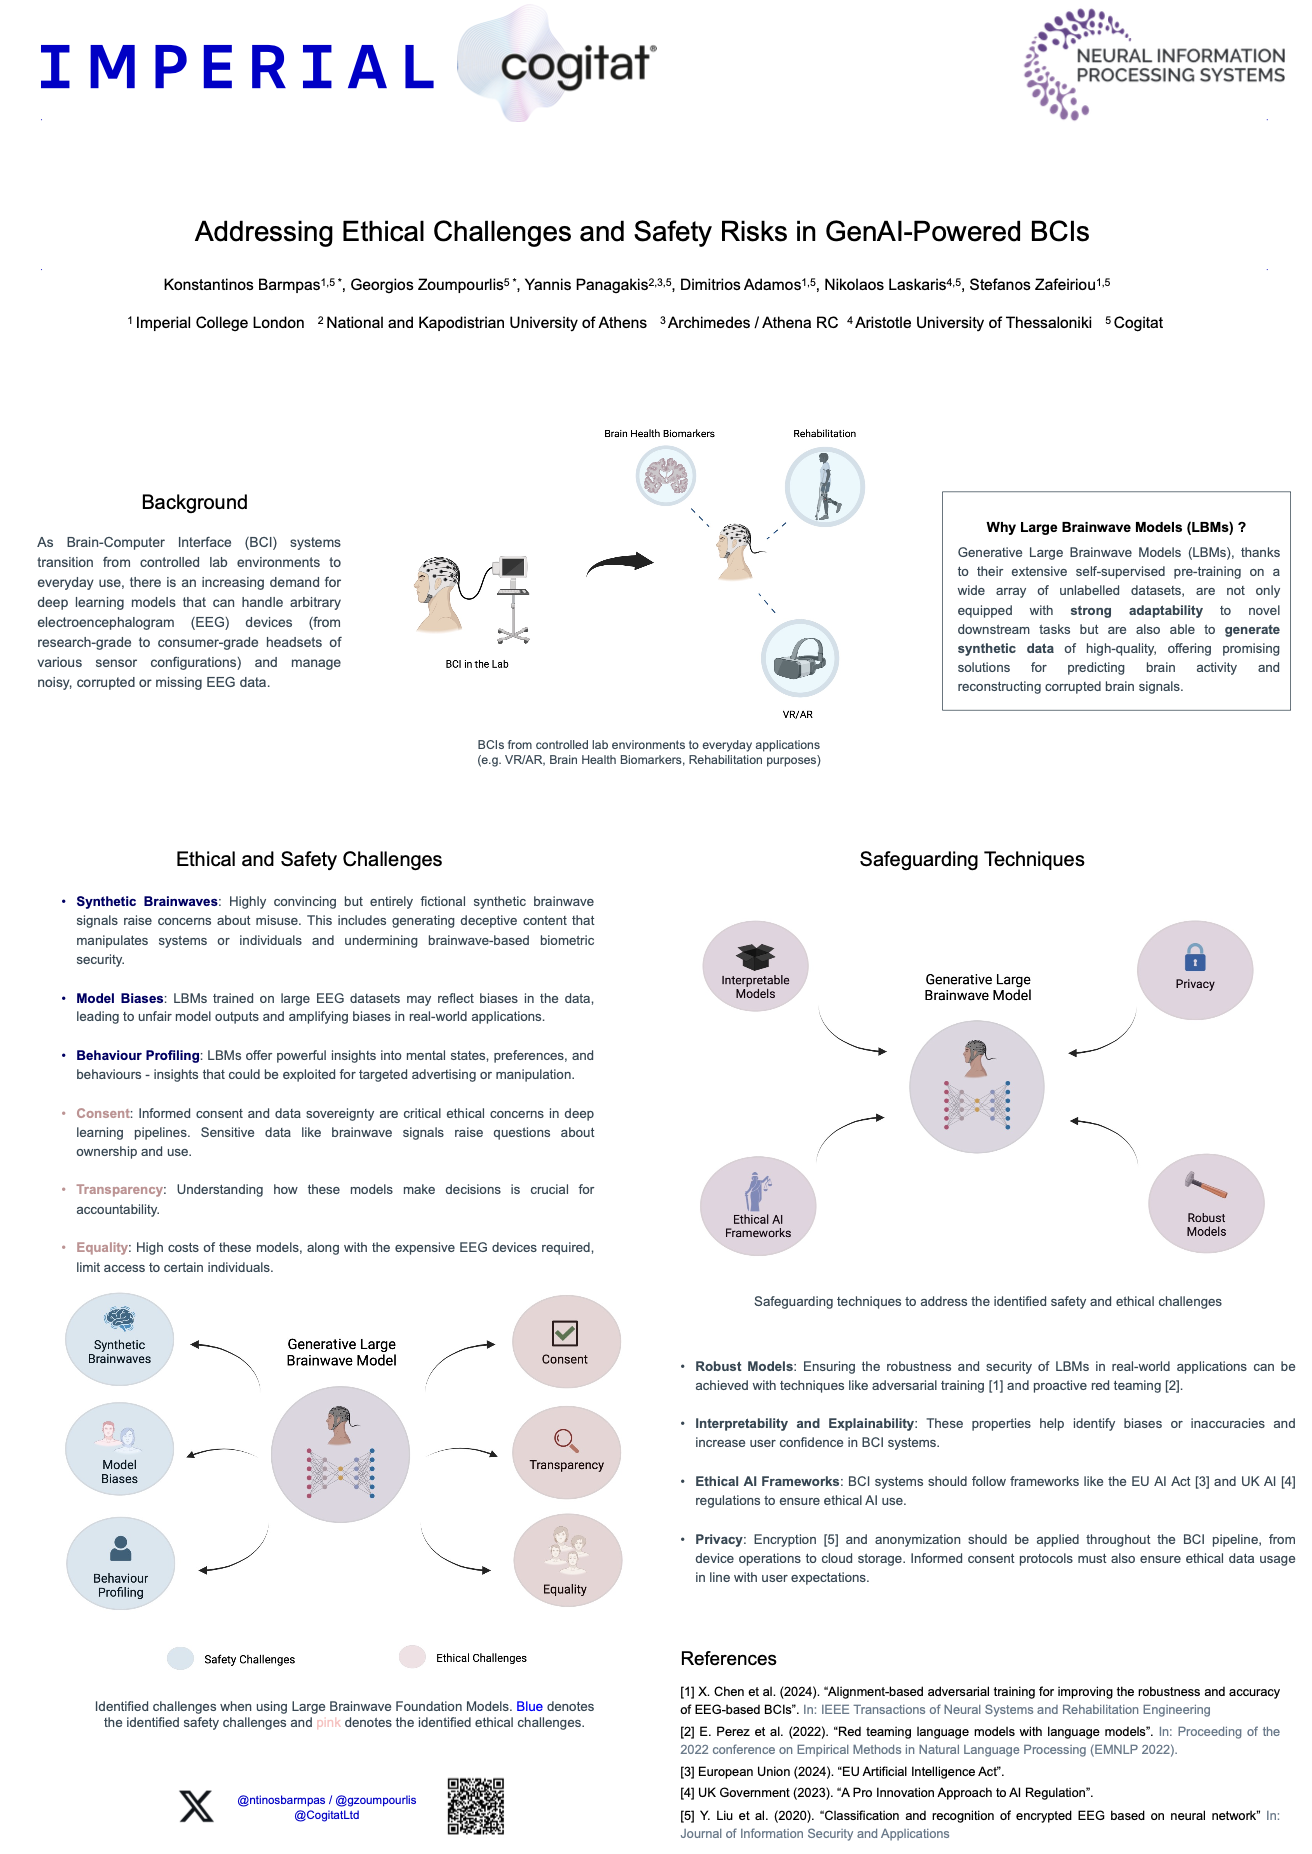 IMPERIAL
cogitat®
NEURAL INFORMATION
PROCESSING SYSTEMS
Addressing Ethical Challenges and Safety Risks in GenAI-Powered BCIs
Konstantinos Barmpas1,5 *, Georgios Zoumpourlis5 *, Yannis Panagakis2,3,5, Dimitrios Adamos1,5, Nikolaos Laskaris4,5, Stefanos Zafeiriou1,5
1 Imperial College London 2 National and Kapodistrian University of Athens 3 Archimedes / Athena RC 4 Aristotle University of Thessaloniki 5 Cogitat
Background
As Brain-Computer Interface (BCI) systems
transition from controlled lab environments to
everyday use, there is an increasing demand for
deep learning models that can handle arbitrary
electroencephalogram (EEG) devices (from
research-grade to consumer-grade headsets of
various sensor configurations) and manage
noisy, corrupted or missing EEG data.
Brain Health Biomarkers
Rehabilitation
BCI in the Lab
VR/AR
BCIs from controlled lab environments to everyday applications
(e.g. VR/AR, Brain Health Biomarkers, Rehabilitation purposes)
Why Large Brainwave Models (LBMs) ?
Generative Large Brainwave Models (LBMs), thanks
to their extensive self-supervised pre-training on a
wide array of unlabelled datasets, are not only
equipped with strong adaptability to novel
downstream tasks but are also able to generate
synthetic data of high-quality, offering promising
solutions for predicting brain activity and
reconstructing corrupted brain signals.
Ethical and Safety Challenges
• Synthetic Brainwaves: Highly convincing but entirely fictional synthetic brainwave
signals raise concerns about misuse. This includes generating deceptive content that
manipulates systems or individuals and undermining brainwave-based biometric
security.
• Model Biases: LBMs trained on large EEG datasets may reflect biases in the data,
leading to unfair model outputs and amplifying biases in real-world applications.
• Behaviour Profiling: LBMs offer powerful insights into mental states, preferences, and
behaviours - insights that could be exploited for targeted advertising or manipulation.
• Consent: Informed consent and data sovereignty are critical ethical concerns in deep
learning pipelines. Sensitive data like brainwave signals raise questions about
ownership and use.
• Transparency: Understanding how these models make decisions is crucial for
accountability.
• Equality: High costs of these models, along with the expensive EEG devices required,
limit access to certain individuals.
Synthetic
Brainwaves
Model
Biases
Behaviour
Profiling
Generative Large
Brainwave Model
Consent
Transparency
Equality
Safety Challenges
Ethical Challenges
Identified challenges when using Large Brainwave Foundation Models. Blue denotes
the identified safety challenges and pink denotes the identified ethical challenges.
@ntinosbarmpas / @gzoumpourlis
@CogitatLtd
Safeguarding Techniques
Interpretable
Models
Generative Large
Brainwave Model
Privacy
Ethical AI
Frameworks
Robust
Models
Safeguarding techniques to address the identified safety and ethical challenges
• Robust Models: Ensuring the robustness and security of LBMs in real-world applications can be
achieved with techniques like adversarial training [1] and proactive red teaming [2].
• Interpretability and Explainability: These properties help identify biases or inaccuracies and
increase user confidence in BCI systems.
• Ethical AI Frameworks: BCI systems should follow frameworks like the EU AI Act [3] and UK AI [4]
regulations to ensure ethical AI use.
• Privacy: Encryption [5] and anonymization should be applied throughout the BCI pipeline, from
device operations to cloud storage. Informed consent protocols must also ensure ethical data usage
in line with user expectations.
References
[1] X. Chen et al. (2024). “Alignment-based adversarial training for improving the robustness and accuracy
of EEG-based BCIs”. In: IEEE Transactions of Neural Systems and Rehabilitation Engineering
[2] E. Perez et al. (2022). “Red teaming language models with language models”. In: Proceeding of the
2022 conference on Empirical Methods in Natural Language Processing (EMNLP 2022).
[3] European Union (2024). “EU Artificial Intelligence Act”.
[4] UK Government (2023). “A Pro Innovation Approach to AI Regulation”.
[5] Y. Liu et al. (2020). “Classification and recognition of encrypted EEG based on neural network” In:
Journal of Information Security and Applications